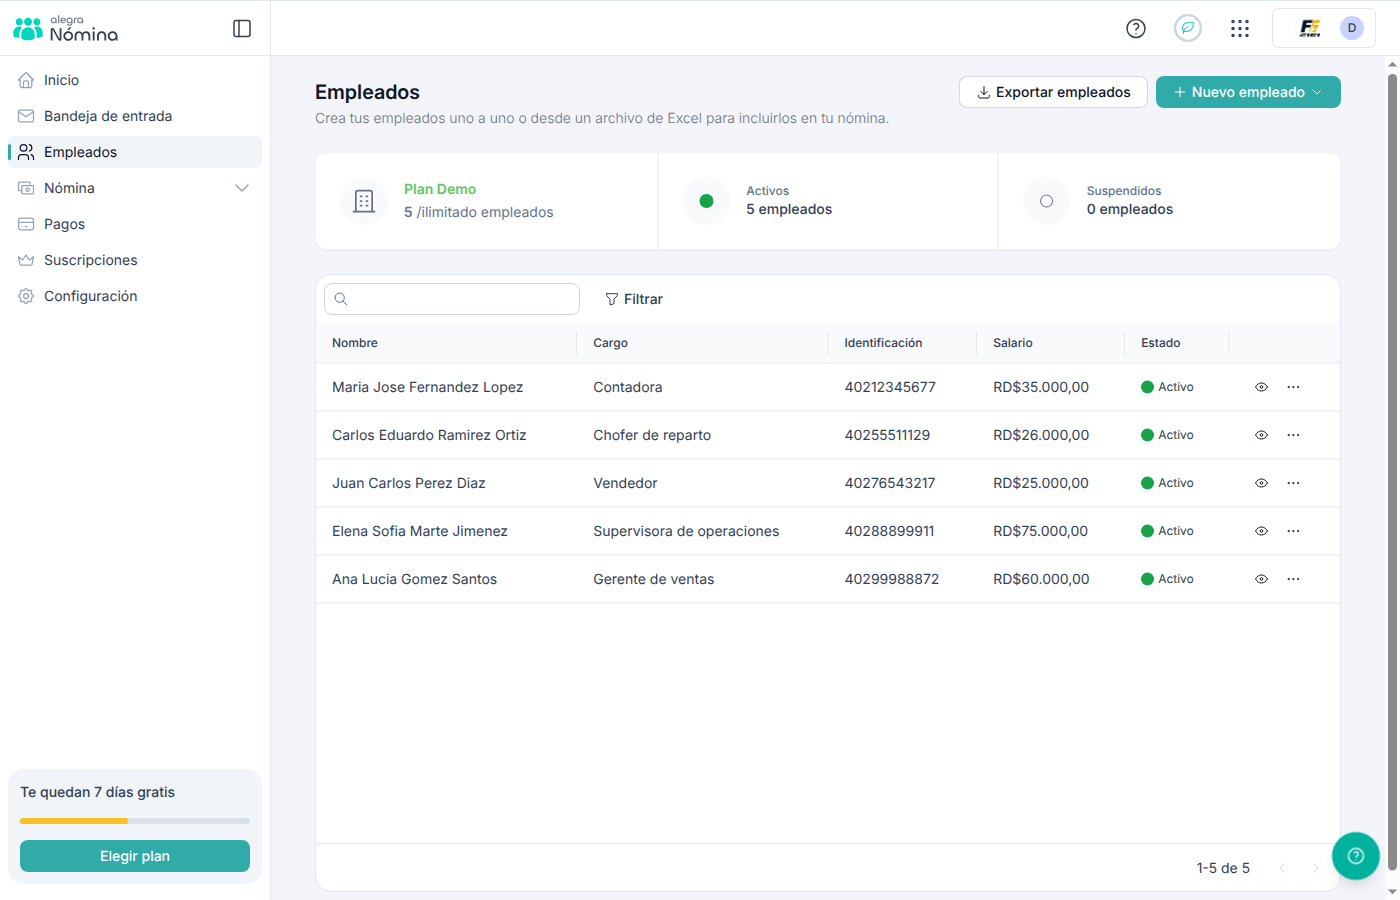 alegra
Nómina
D
Inicio
Bandeja de entrada
Empleados
Nómina
Pagos
Suscripciones
Configuración
Te quedan 7 días gratis
Elegir plan
Empleados
Crea tus empleados uno a uno o desde un archivo de Excel para incluirlos en tu nómina.
Exportar empleados
+ Nuevo empleado
Plan Demo
5 /ilimitado empleados
Activos
5 empleados
Suspendidos
0 empleados
Filtrar
Nombre Cargo Identificación Salario Estado
Maria Jose Fernandez Lopez Contadora 40212345677 RD$35.000,00 Activo
Carlos Eduardo Ramirez Ortiz Chofer de reparto 40255511129 RD$26.000,00 Activo
Juan Carlos Perez Diaz Vendedor 40276543217 RD$25.000,00 Activo
Elena Sofia Marte Jimenez Supervisora de operaciones 40288899911 RD$75.000,00 Activo
Ana Lucia Gomez Santos Gerente de ventas 40299988872 RD$60.000,00 Activo
1-5 de 5